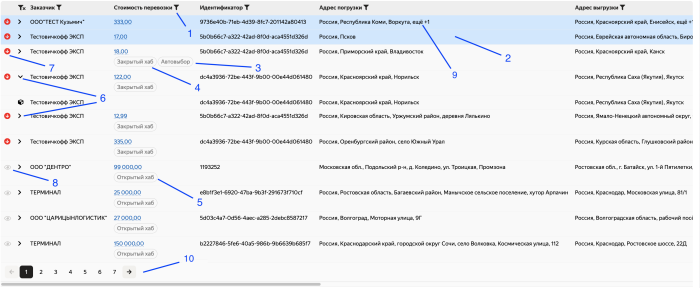 Заказчик Стоимость перевозки Идентификатор Адрес погрузки Адрес выгрузки
ООО"ТЕСТ Кузьмич" 333,00 9736e40b-71eb-4d39-8fc7-201142a80413 Россия, Республика Коми, Воркута, ещё +1 Россия, Красноярский край, Енисейск, ещё +1
1
Тестовичкофф ЭКСП 17,00 5b0b66c7-a322-42ad-8f0d-aca4551d326d Россия, Псков Россия, Еврейская автономная область, Биро
2
Тестовичкофф ЭКСП 18,00 5b0b66c7-a322-42ad-8f0d-aca4551d326d Россия, Приморский край, Владивосток Россия, Красноярский край, Канск
Закрытый хаб Автовыбор
7 3 9
4
Тестовичкофф ЭКСП 122,00 dc4a3936-72be-443f-9b00-00e44d061480 Россия, Красноярский край, Норильск Россия, Республика Саха (Якутия), Якутск
Закрытый хаб
6
Тестовичкофф ЭКСП dc4a3936-72be-443f-9b00-00e44d061480 Россия, Красноярский край, Норильск Россия, Республика Саха (Якутия), Якутск
Тестовичкофф ЭКСП 12,99 5b0b66c7-a322-42ad-8f0d-aca4551d326d Россия, Кировская область, Уржумский район, деревня Лелькино Россия, Ямало-Ненецкий автономный округ,
Закрытый хаб
Тестовичкофф ЭКСП 335,00 dc4a3936-72be-443f-9b00-00e44d061480 Россия, Оренбургский район, село Южный Урал Россия, Курская область, Глушковский район
Закрытый хаб
ООО "ДЕНТРО" 99 000,00 1193252 Московская обл., Подольский р-н, д. Коледино, ул. Троицкая, Промзона Ростовская обл., г. Батайск, ул. 1-й Пятилетки,
Открытый хаб
8
ТЕРМИНАЛ 25 000,00 e8b1f3e1-6920-47ba-9b3f-291673f710cf Россия, Ростовская область, Багаевский район, Манычское сельское поселение, хутор Арпачин Россия, Краснодар, Московская улица, 81/1
Открытый хаб
5
ООО "ЦАРИЦЫНЛОГИСТИК" 27 000,00 5d03c4a7-0d56-4aec-a285-2debc8587217 Россия, Волгоград, Моторная улица, 9Г Россия, Волгоградская область, рабочий посё
Открытый хаб
ТЕРМИНАЛ 150 000,00 b2227846-5fe6-40a5-986b-9b6639b685f7 Россия, Краснодарский край, городской округ Сочи, село Волковка, Космическая улица, 112 Россия, Краснодар, Ростовское шоссе, 22Д
Открытый хаб
10
1 2 3 4 5 6 7